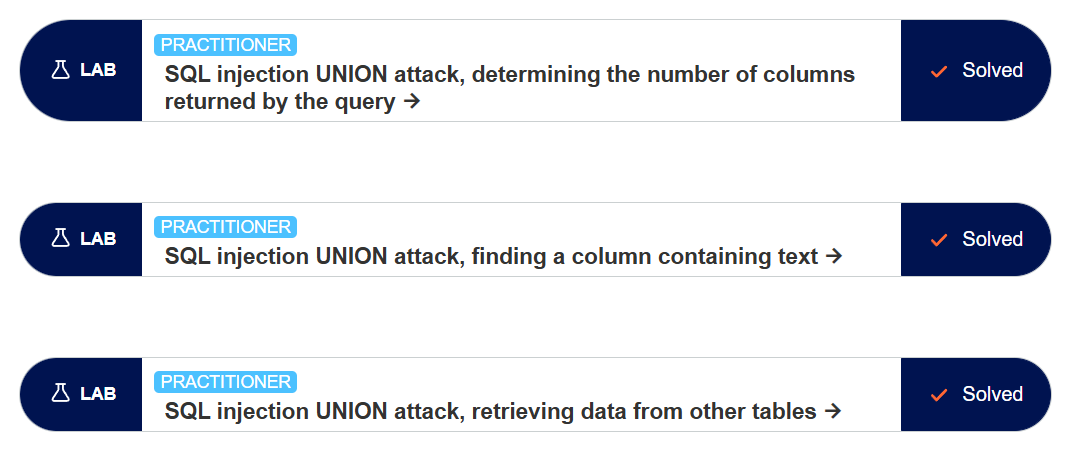 PRACTITIONER
LAB
SQL injection UNION attack, determining the number of columns
returned by the query →
Solved
PRACTITIONER
LAB
SQL injection UNION attack, finding a column containing text →
Solved
PRACTITIONER
LAB
SQL injection UNION attack, retrieving data from other tables →
Solved